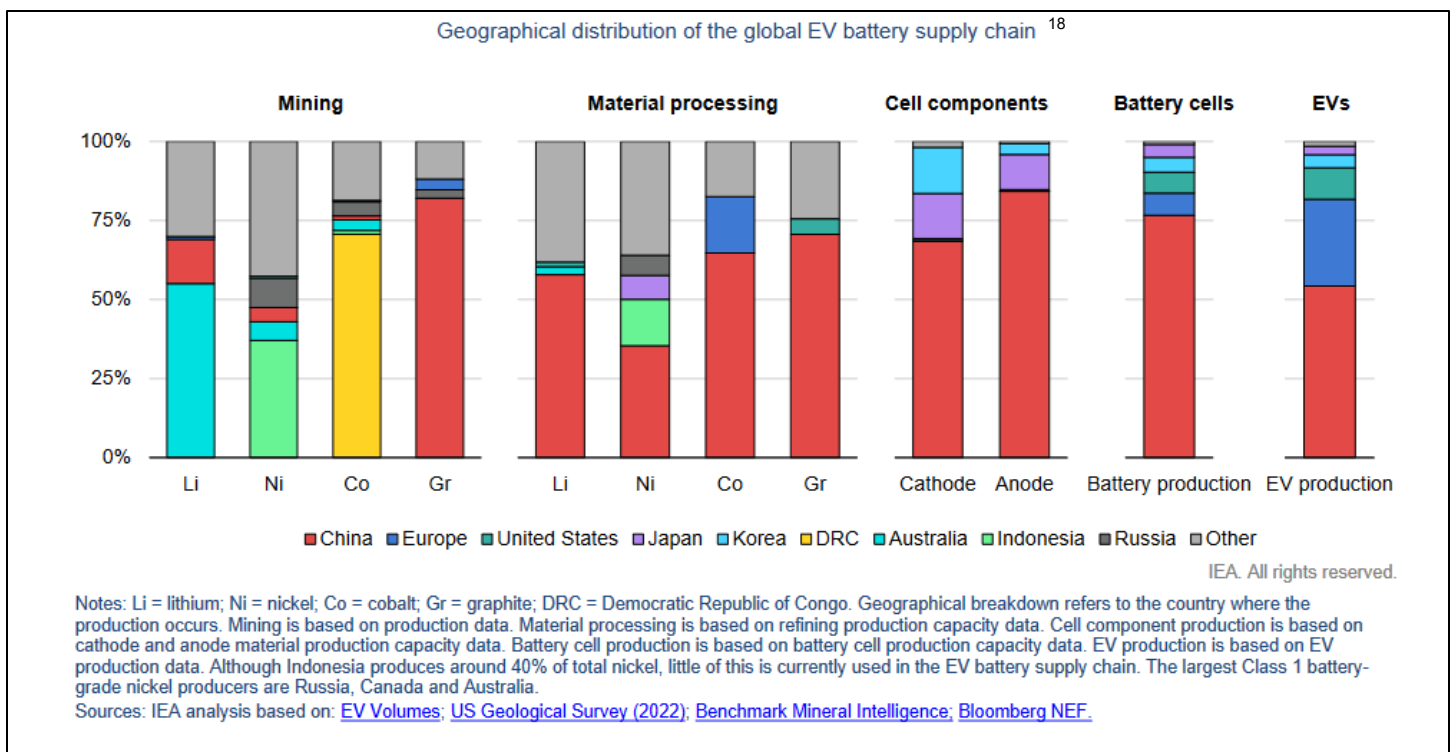 Geographical distribution of the global EV battery supply chain 18
Mining Material processing Cell components Battery cells EVs
100%
75%
50%
25%
0%
Li Ni Co Gr Li Ni Co Gr Cathode Anode Battery production EV production
China Europe United States Japan Korea DRC Australia Indonesia Russia Other
IEA. All rights reserved.
Notes: Li = lithium; Ni = nickel; Co = cobalt; Gr = graphite; DRC = Democratic Republic of Congo. Geographical breakdown refers to the country where the
production occurs. Mining is based on production data. Material processing is based on refining production capacity data. Cell component production is based on
cathode and anode material production capacity data. Battery cell production is based on battery cell production capacity data. EV production is based on EV
production data. Although Indonesia produces around 40% of total nickel, little of this is currently used in the EV battery supply chain. The largest Class 1 battery-
grade nickel producers are Russia, Canada and Australia.
Sources: IEA analysis based on: EV Volumes; US Geological Survey (2022); Benchmark Mineral Intelligence; Bloomberg NEF.